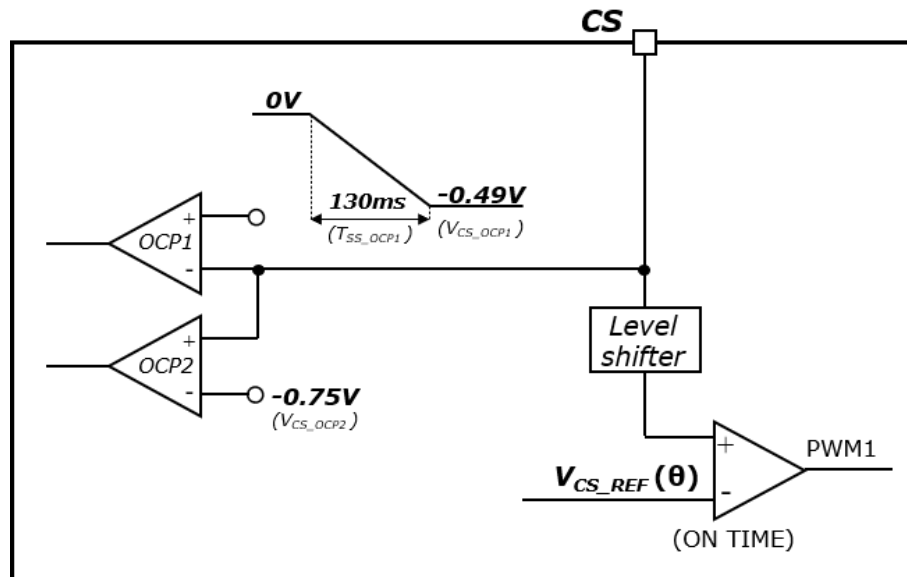 CS
0V
130ms
-0.49V
(T_SS_OCP1)
(V_CS_OCP1)
+
OCP1
-
+
OCP2
-
-0.75V
(V_CS_OCP2)
Level
shifter
+
PWM1
V_CS_REF(θ)
-
(ON TIME)